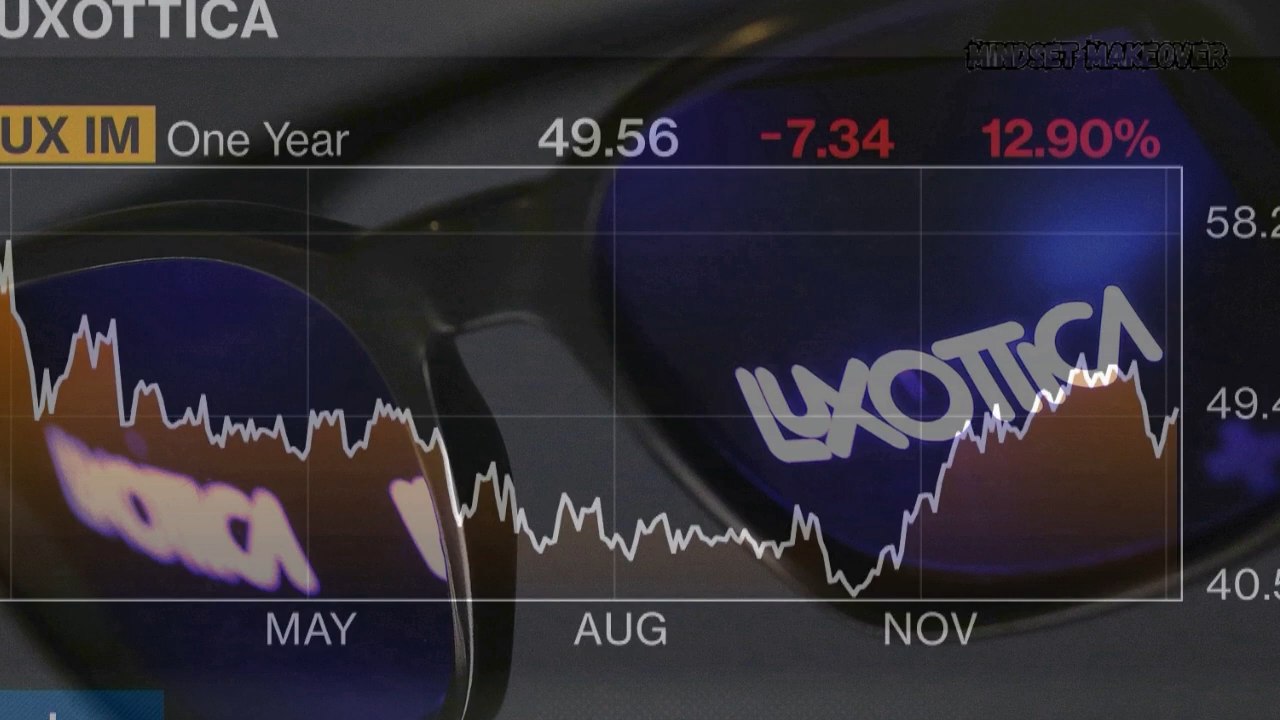 UXOTTICA
MINDSET MAKEOVER
UX IM One Year 49.56 -7.34 12.90%
58.2
LUXOTTICA
49.4
40.5
MAY AUG NOV